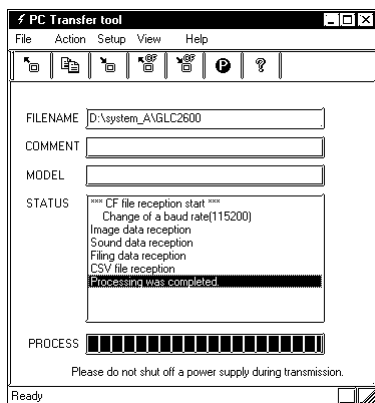 PC Transfer tool
File Action Setup View Help
CF CF P ?
FILENAME D:\system_A\GLC2600
COMMENT
MODEL
STATUS
*** CF file reception start ***
Change of a baud rate(115200)
Image data reception
Sound data reception
Filing data reception
CSV file reception
Processing was completed.
PROCESS
Please do not shut off a power supply during transmission.
Ready